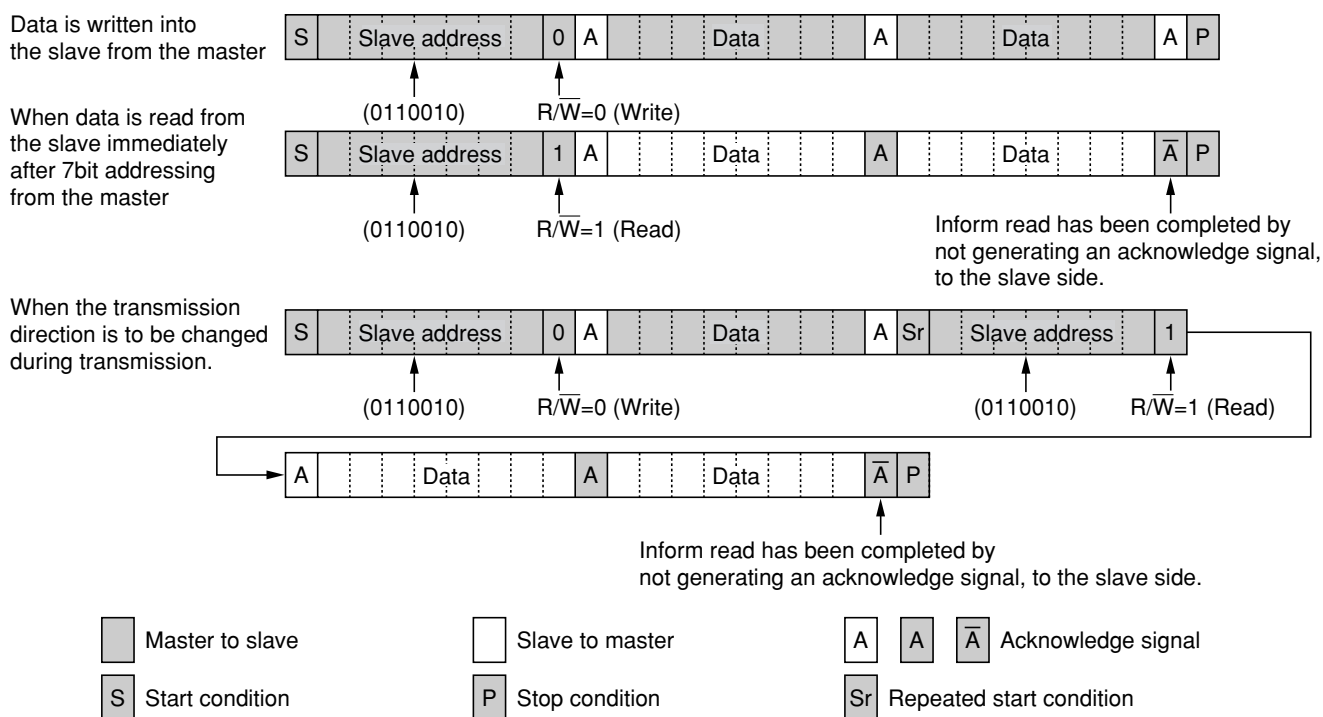 Data is written into
the slave from the master
S Slave address 0 A Data A Data A P
(0110010) R/W̅=0 (Write)
When data is read from
the slave immediately
after 7bit addressing
from the master
S Slave address 1 A Data A Data A̅ P
(0110010) R/W̅=1 (Read)
Inform read has been completed by
not generating an acknowledge signal,
to the slave side.
When the transmission
direction is to be changed
during transmission.
S Slave address 0 A Data A Sr Slave address 1
(0110010) R/W̅=0 (Write) (0110010) R/W̅=1 (Read)
A Data A Data A̅ P
Inform read has been completed by
not generating an acknowledge signal, to the slave side.
Master to slave Slave to master A A A̅ Acknowledge signal
S Start condition P Stop condition Sr Repeated start condition